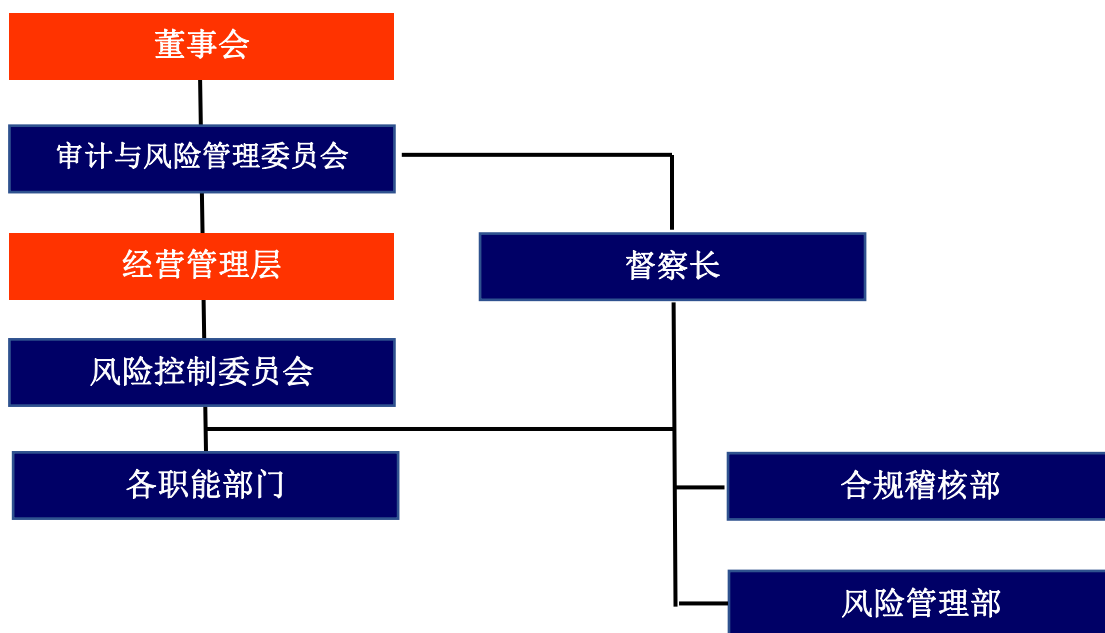 董事会
审计与风险管理委员会
经营管理层
督察长
风险控制委员会
各职能部门
合规稽核部
风险管理部